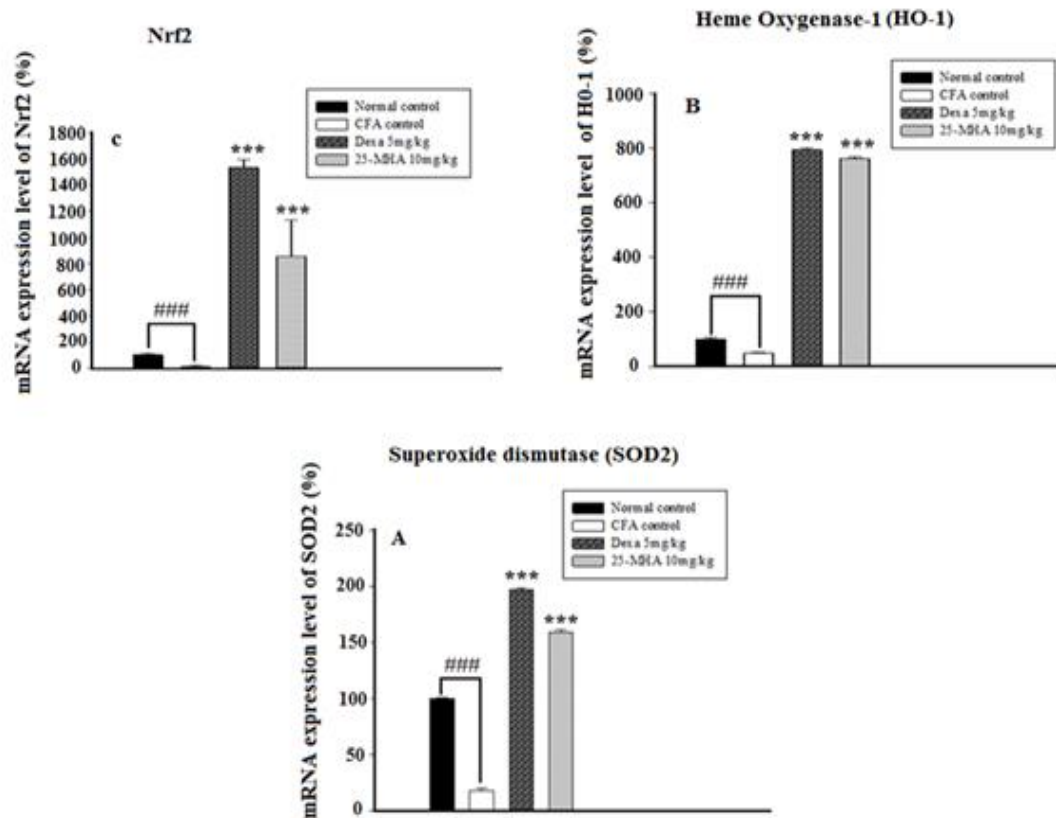 Nrf2
mRNA expression level of Nrf2 (%)
c
Normal control
CFA control
Dexa 5mg/kg
25-MHA 10mg/kg
1800
1600
1400
1200
1000
800
600
400
200
0
###
***
***
Heme Oxygenase-1 (HO-1)
mRNA expression level of H0-1 (%)
B
Normal control
CFA control
Dexa 5mg/kg
25-MHA 10mg/kg
1000
800
600
400
200
0
###
***
***
Superoxide dismutase (SOD2)
mRNA expression level of SOD2 (%)
A
Normal control
CFA control
Dexa 5mg/kg
25-MHA 10mg/kg
250
200
150
100
50
0
###
***
***